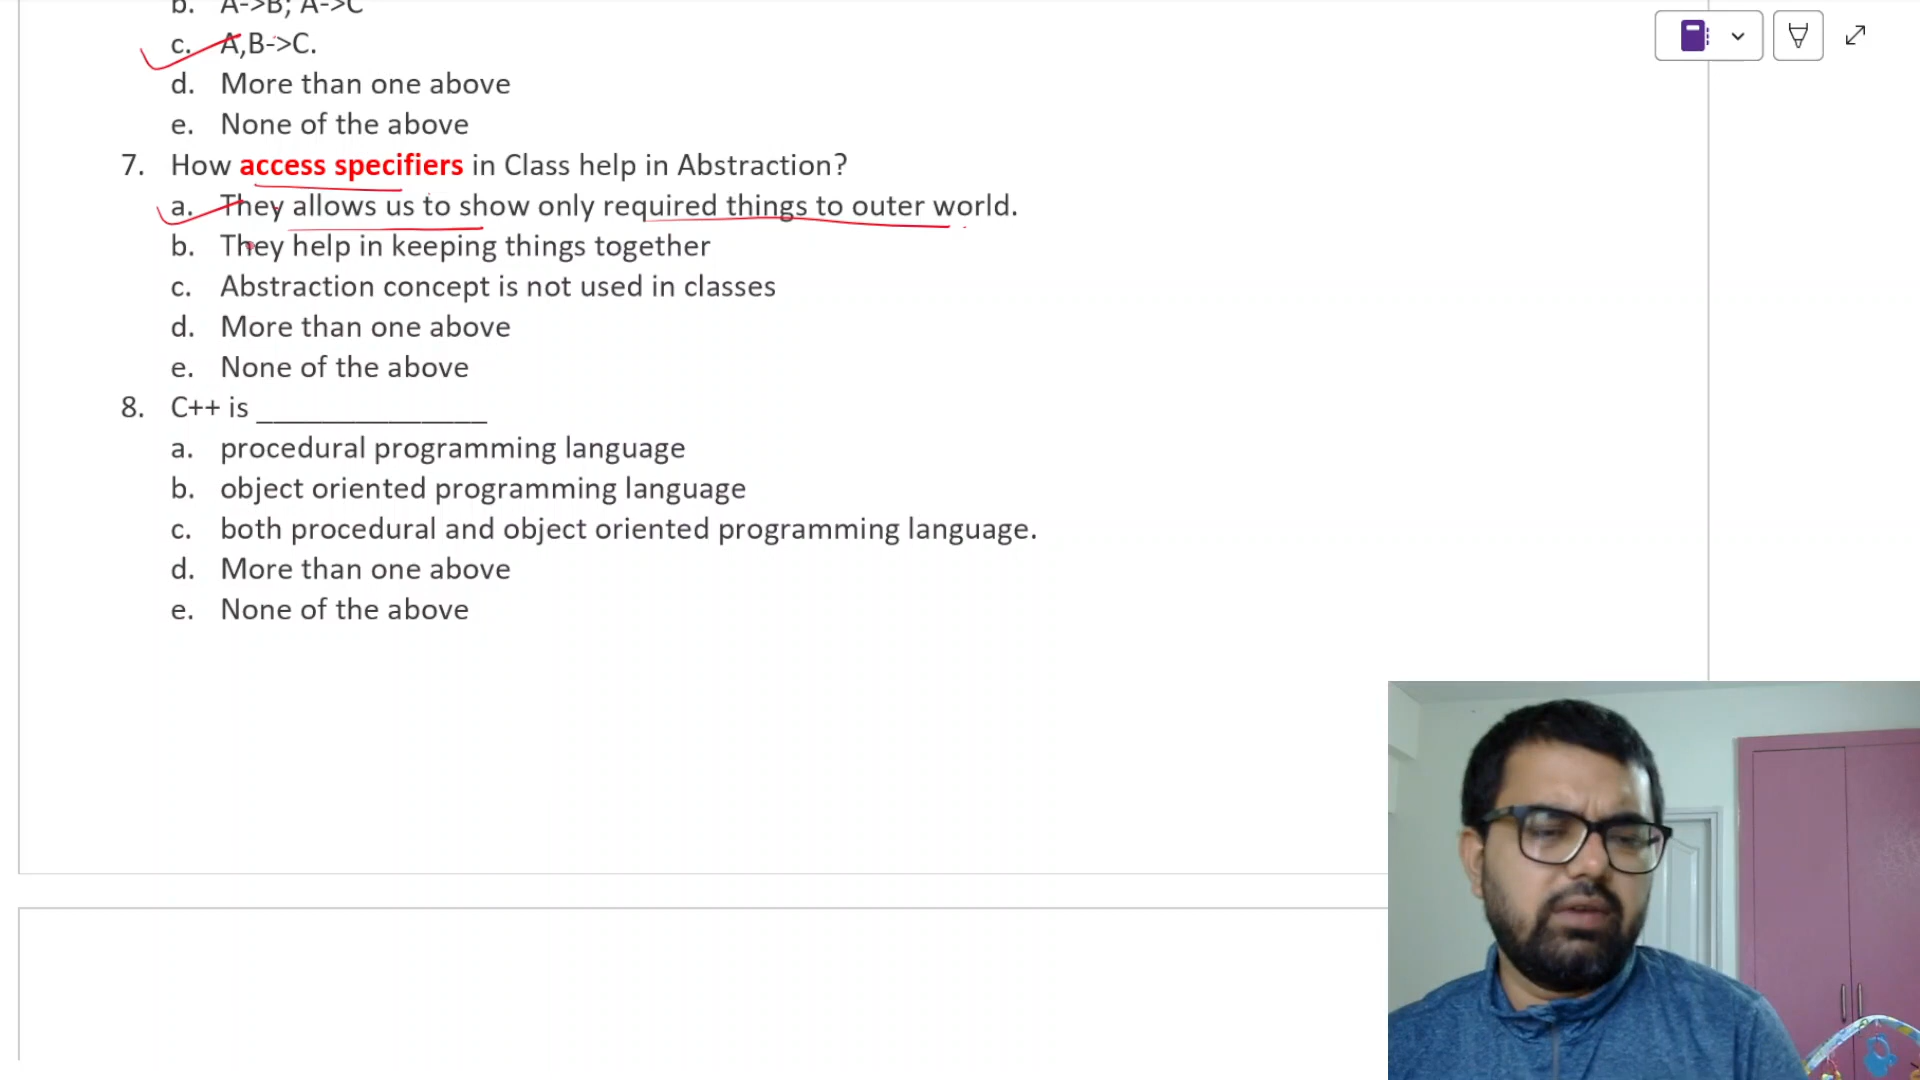 b. A->B; A->C
c. A,B->C.
d. More than one above
e. None of the above
7. How access specifiers in Class help in Abstraction?
a. They allows us to show only required things to outer world.
b. They help in keeping things together
c. Abstraction concept is not used in classes
d. More than one above
e. None of the above
8. C++ is _______________
a. procedural programming language
b. object oriented programming language
c. both procedural and object oriented programming language.
d. More than one above
e. None of the above